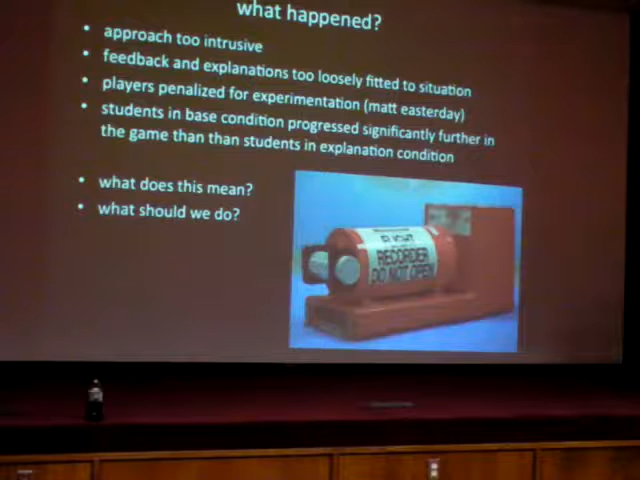 what happened?
• approach too intrusive
• feedback and explanations too loosely fitted to situation
• players penalized for experimentation (matt easterday)
• students in base condition progressed significantly further in
the game than than students in explanation condition
• what does this mean?
• what should we do?
FLIGHT
RECORDER
DO NOT OPEN